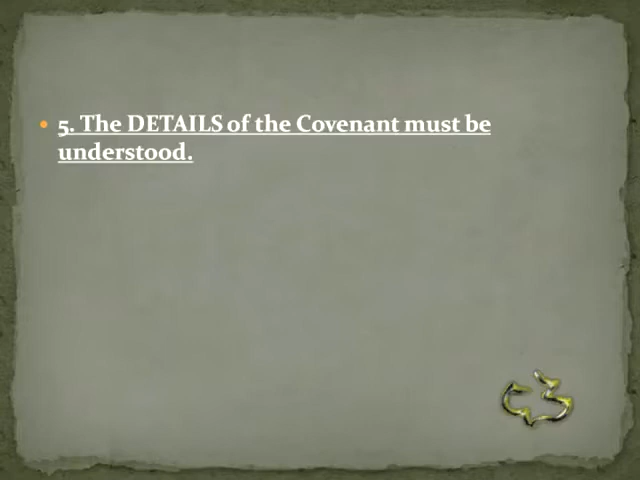 5. The DETAILS of the Covenant must be
understood.